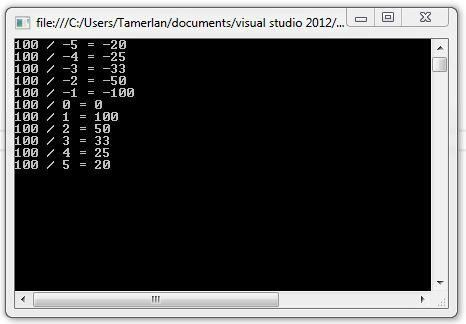 file:///C:/Users/Tamerlan/documents/visual studio 2012/...
100 / -5 = -20
100 / -4 = -25
100 / -3 = -33
100 / -2 = -50
100 / -1 = -100
100 / 0 = 0
100 / 1 = 100
100 / 2 = 50
100 / 3 = 33
100 / 4 = 25
100 / 5 = 20